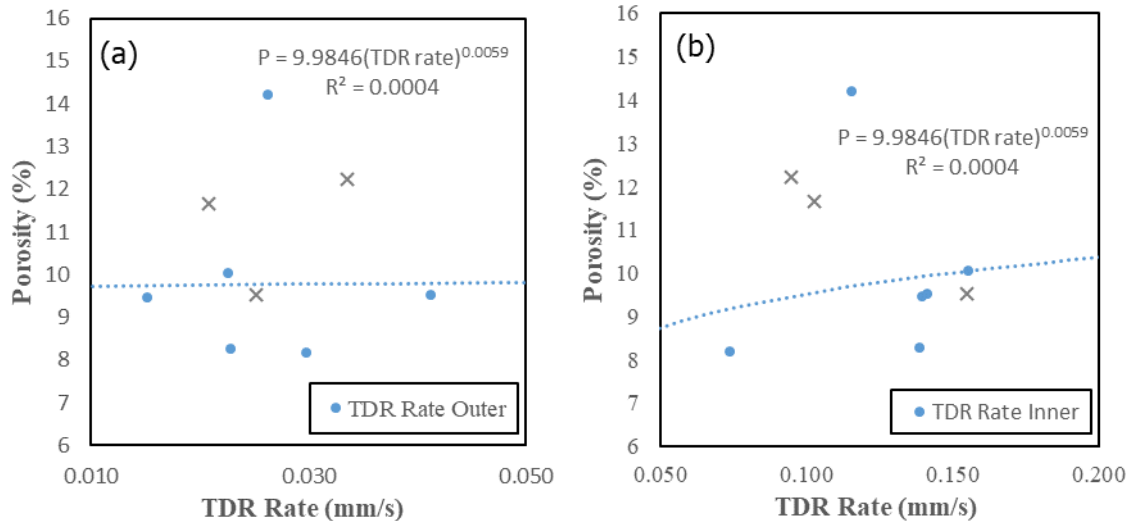 (a)
P = 9.9846(TDR rate)^0.0059
R² = 0.0004
Porosity (%)
16
15
14
13
12
11
10
9
8
7
6
TDR Rate Outer
0.010
0.030
0.050
TDR Rate (mm/s)
(b)
P = 9.9846(TDR rate)^0.0059
R² = 0.0004
Porosity (%)
16
15
14
13
12
11
10
9
8
7
6
TDR Rate Inner
0.050
0.100
0.150
0.200
TDR Rate (mm/s)